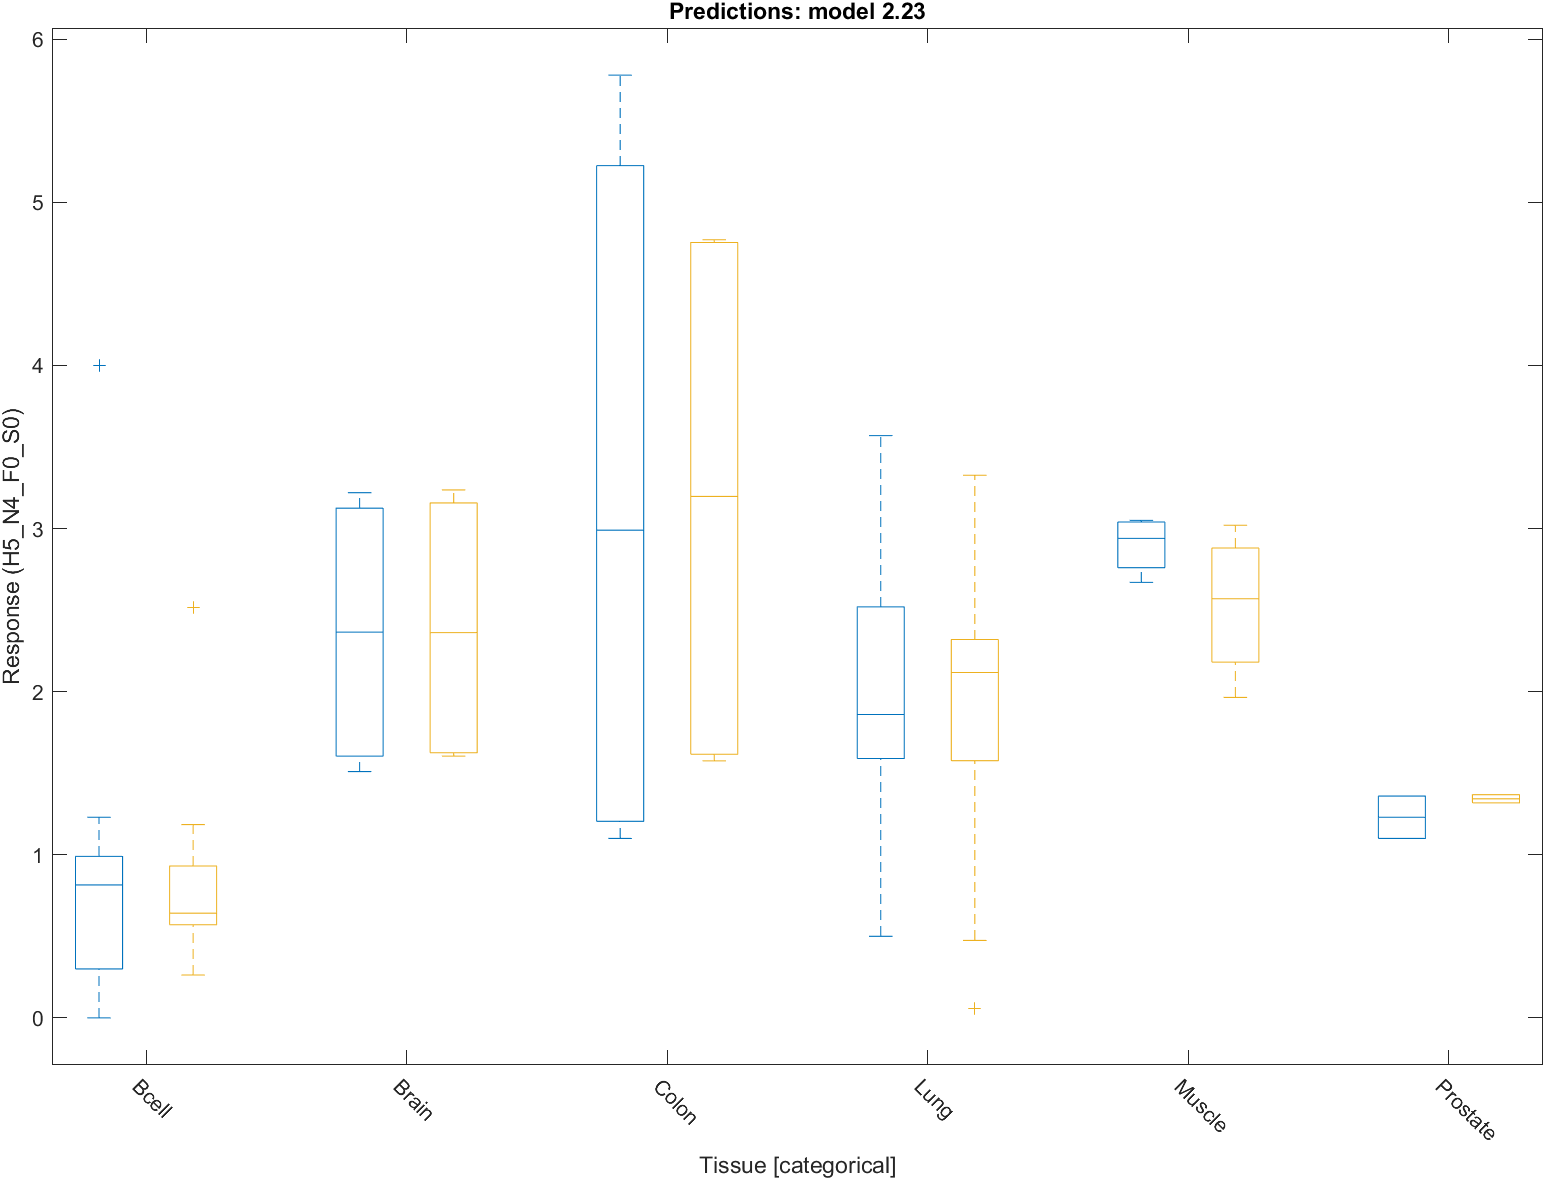 Predictions: model 2.23
6
5
4
3
2
1
0
Response (H5_N4_F0_S0)
Bcell
Brain
Colon
Lung
Muscle
Prostate
Tissue [categorical]